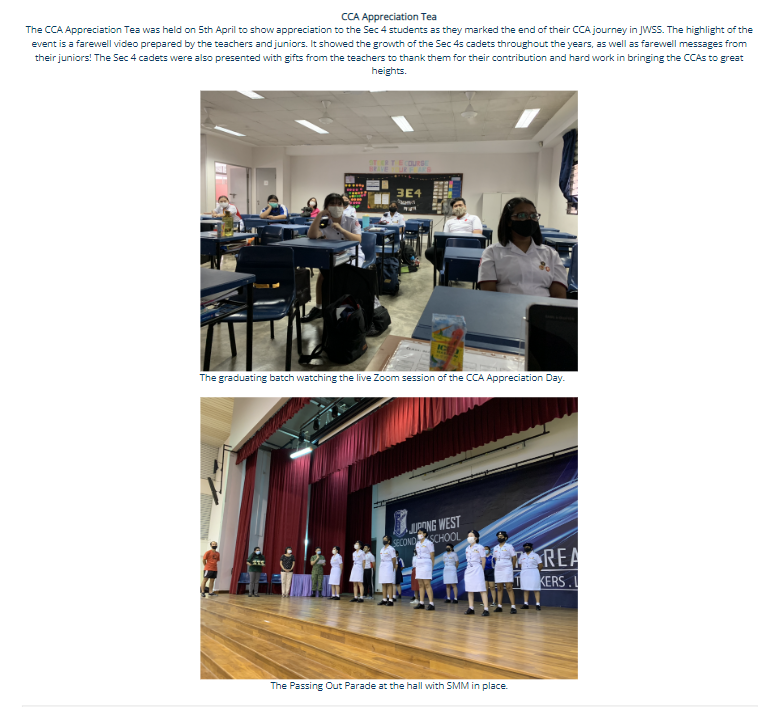 CCA Appreciation Tea
The CCA Appreciation Tea was held on 5th April to show appreciation to the Sec 4 students as they marked the end of their CCA journey in JWSS. The highlight of the
event is a farewell video prepared by the teachers and juniors. It showed the growth of the Sec 4s cadets throughout the years, as well as farewell messages from
their juniors! The Sec 4 cadets were also presented with gifts from the teachers to thank them for their contribution and hard work in bringing the CCAs to great
heights.
3E4
The graduating batch watching the live Zoom session of the CCA Appreciation Day.
JURONG WEST
SECOND SCHOOL
REA
KERS . L
The Passing Out Parade at the hall with SMM in place.